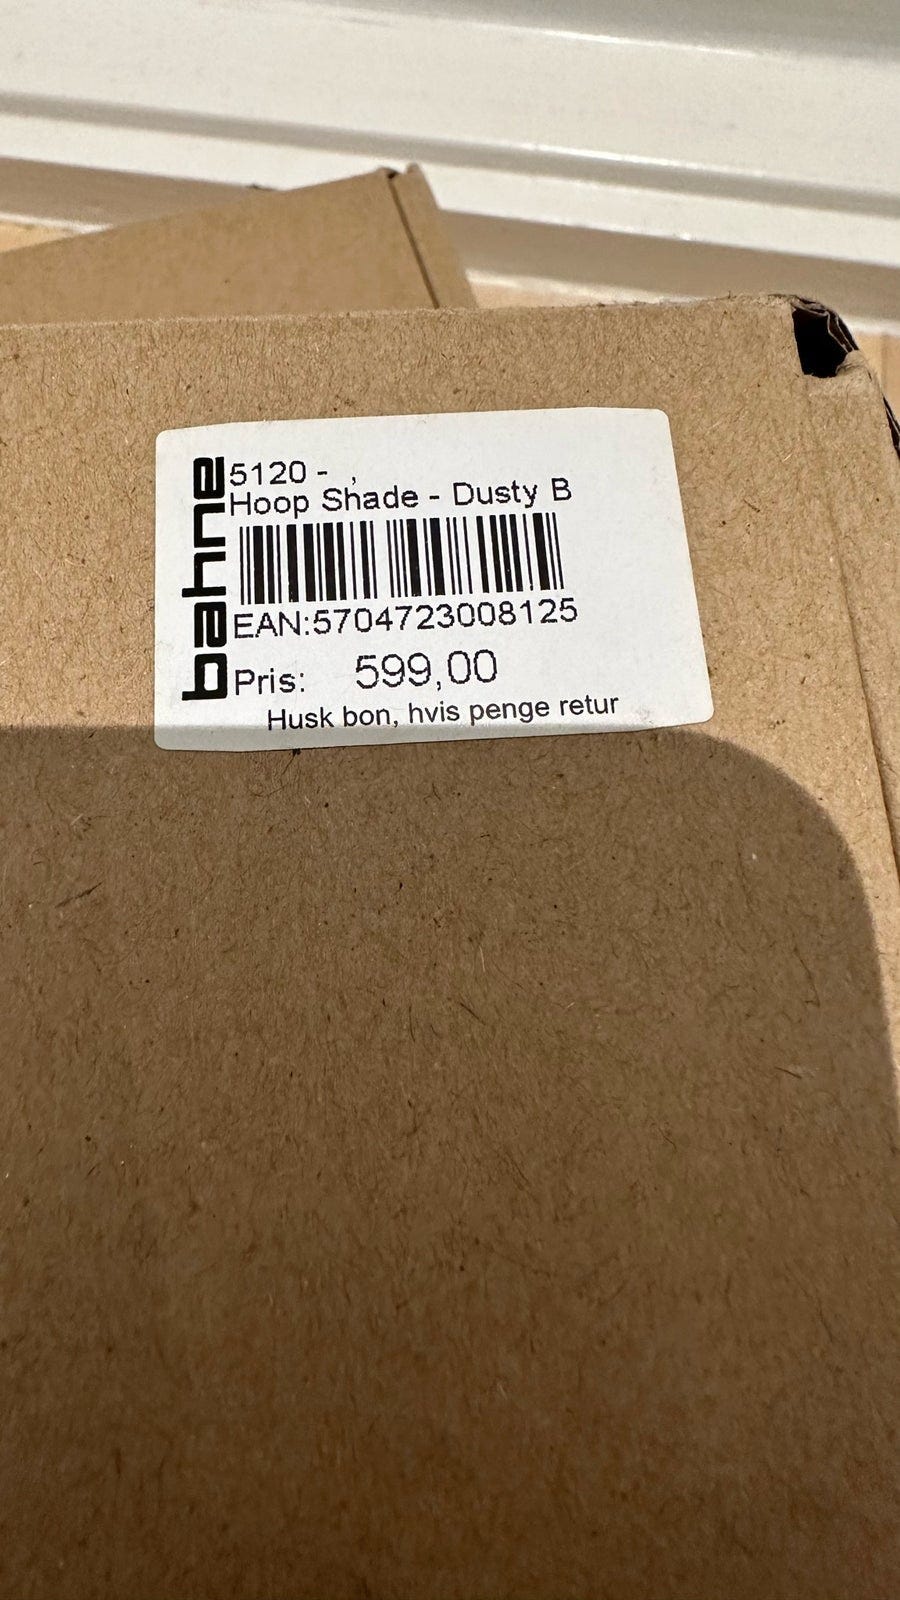 bahne
5120 - ,
Hoop Shade - Dusty B
EAN:5704723008125
Pris: 599,00
Husk bon, hvis penge retur